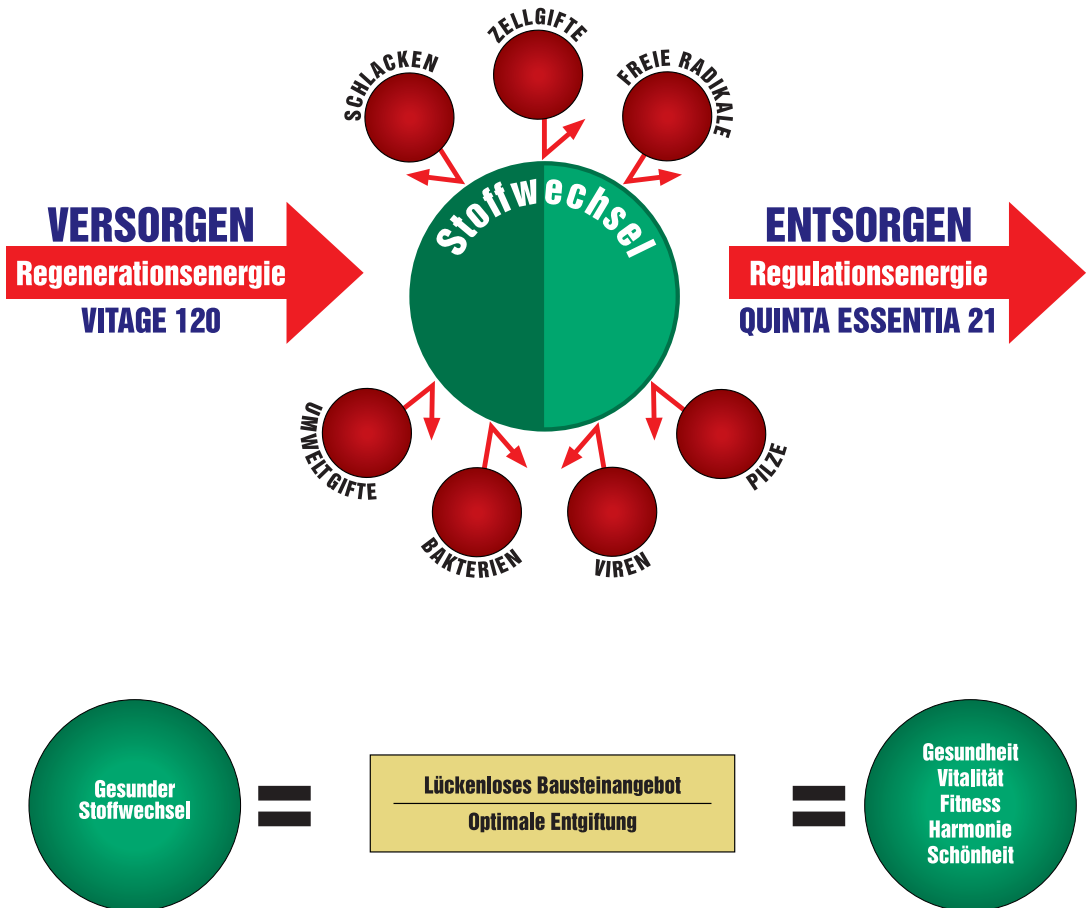 ZELLGIFTE
SCHLACKEN
FREIE RADIKALE
Stoffwechsel
VERSORGEN
Regenerationsenergie
VITAGE 120
ENTSORGEN
Regulationsenergie
QUINTA ESSENTIA 21
UMWELTGIFTE
BAKTERIEN
VIREN
PILZE
Gesunder
Stoffwechsel
=
Lückenloses Bausteinangebot
Optimale Entgiftung
=
Gesundheit
Vitalität
Fitness
Harmonie
Schönheit